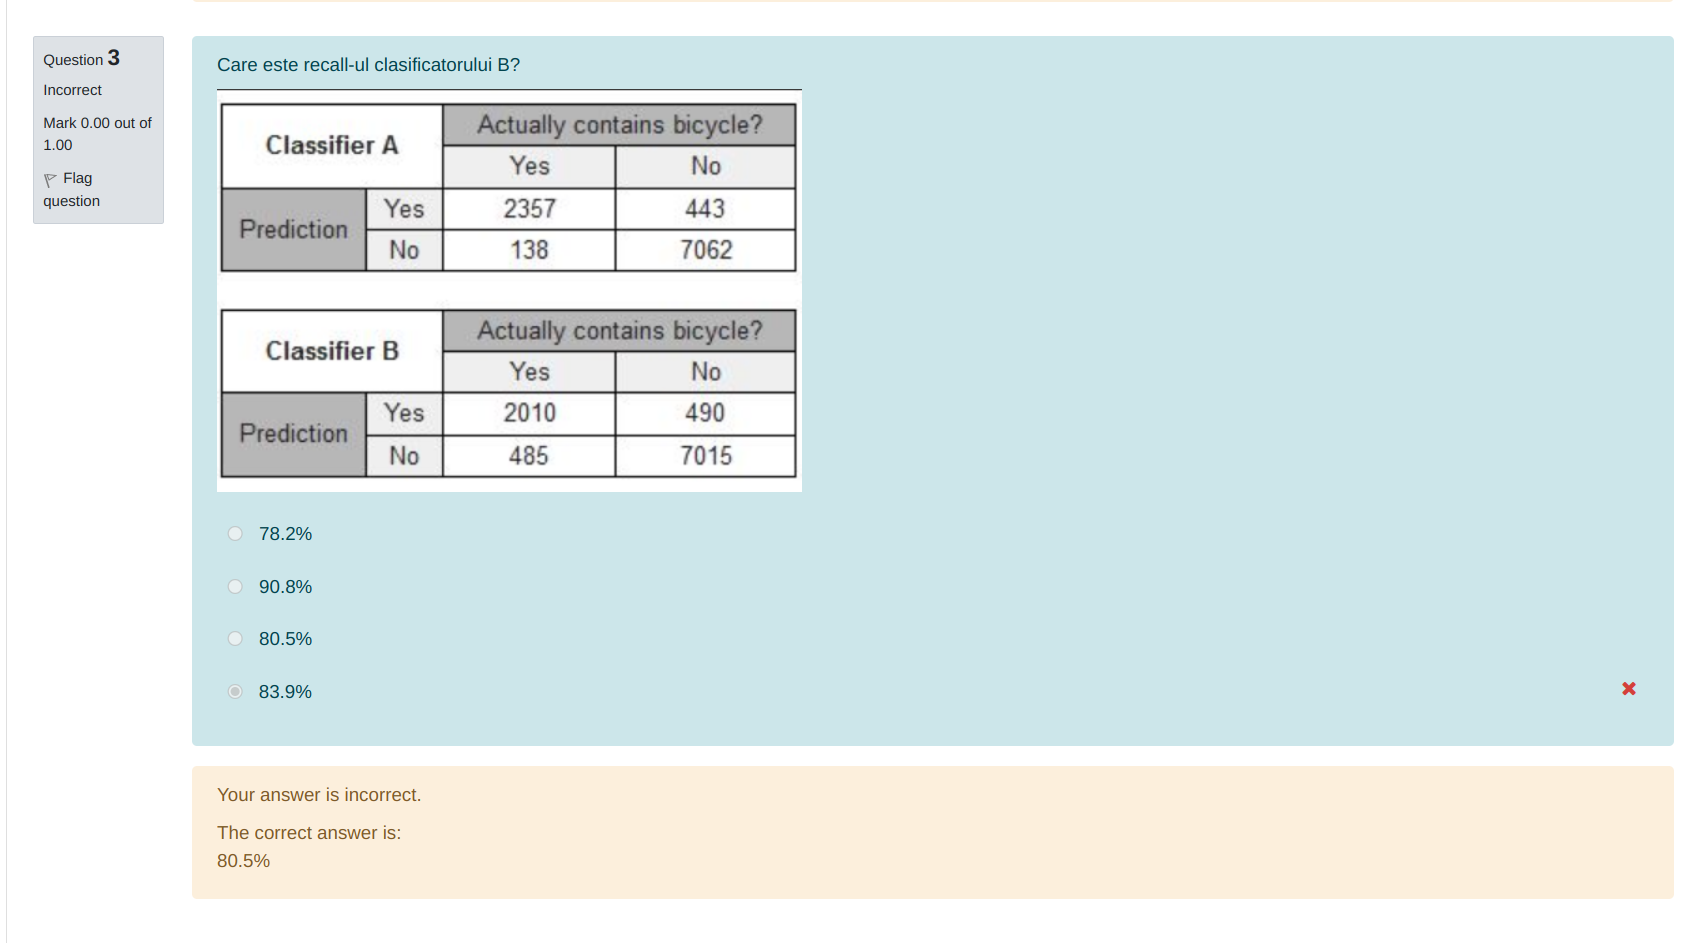 Question 3
Incorrect
Mark 0.00 out of
1.00
Flag
question
Care este recall-ul clasificatorului B?
Classifier A
Actually contains bicycle?
Yes No
Prediction
Yes 2357 443
No 138 7062
Classifier B
Actually contains bicycle?
Yes No
Prediction
Yes 2010 490
No 485 7015
78.2%
90.8%
80.5%
83.9%
Your answer is incorrect.
The correct answer is:
80.5%